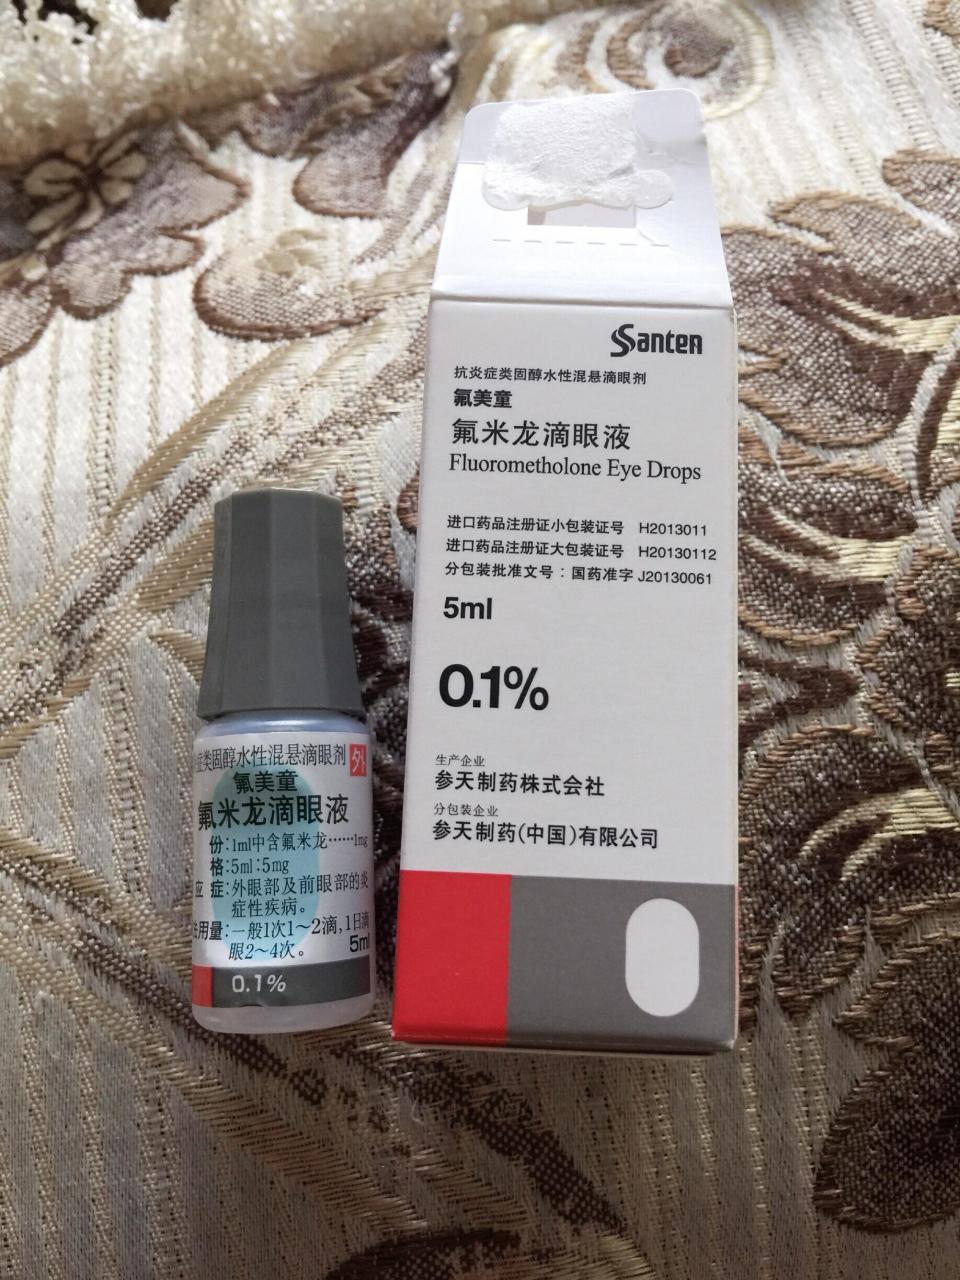 Santen
抗炎症类固醇水性混悬滴眼剂
氟美童
氟米龙滴眼液
Fluorometholone Eye Drops
进口药品注册证小包装证号 H2013011
进口药品注册证大包装证号 H20130112
分包装批准文号：国药准字 J20130061
5ml
0.1%
生产企业
参天制药株式会社
分包装企业
参天制药(中国)有限公司
症类固醇水性混悬滴眼剂 外
氟美童
氟米龙滴眼液
份:1ml中含氟米龙……1mg
格:5ml:5mg
应 症:外眼部及前眼部的炎
症性疾病。
用量:一般1次1～2滴,1日滴
眼2～4次。
5ml
0.1%